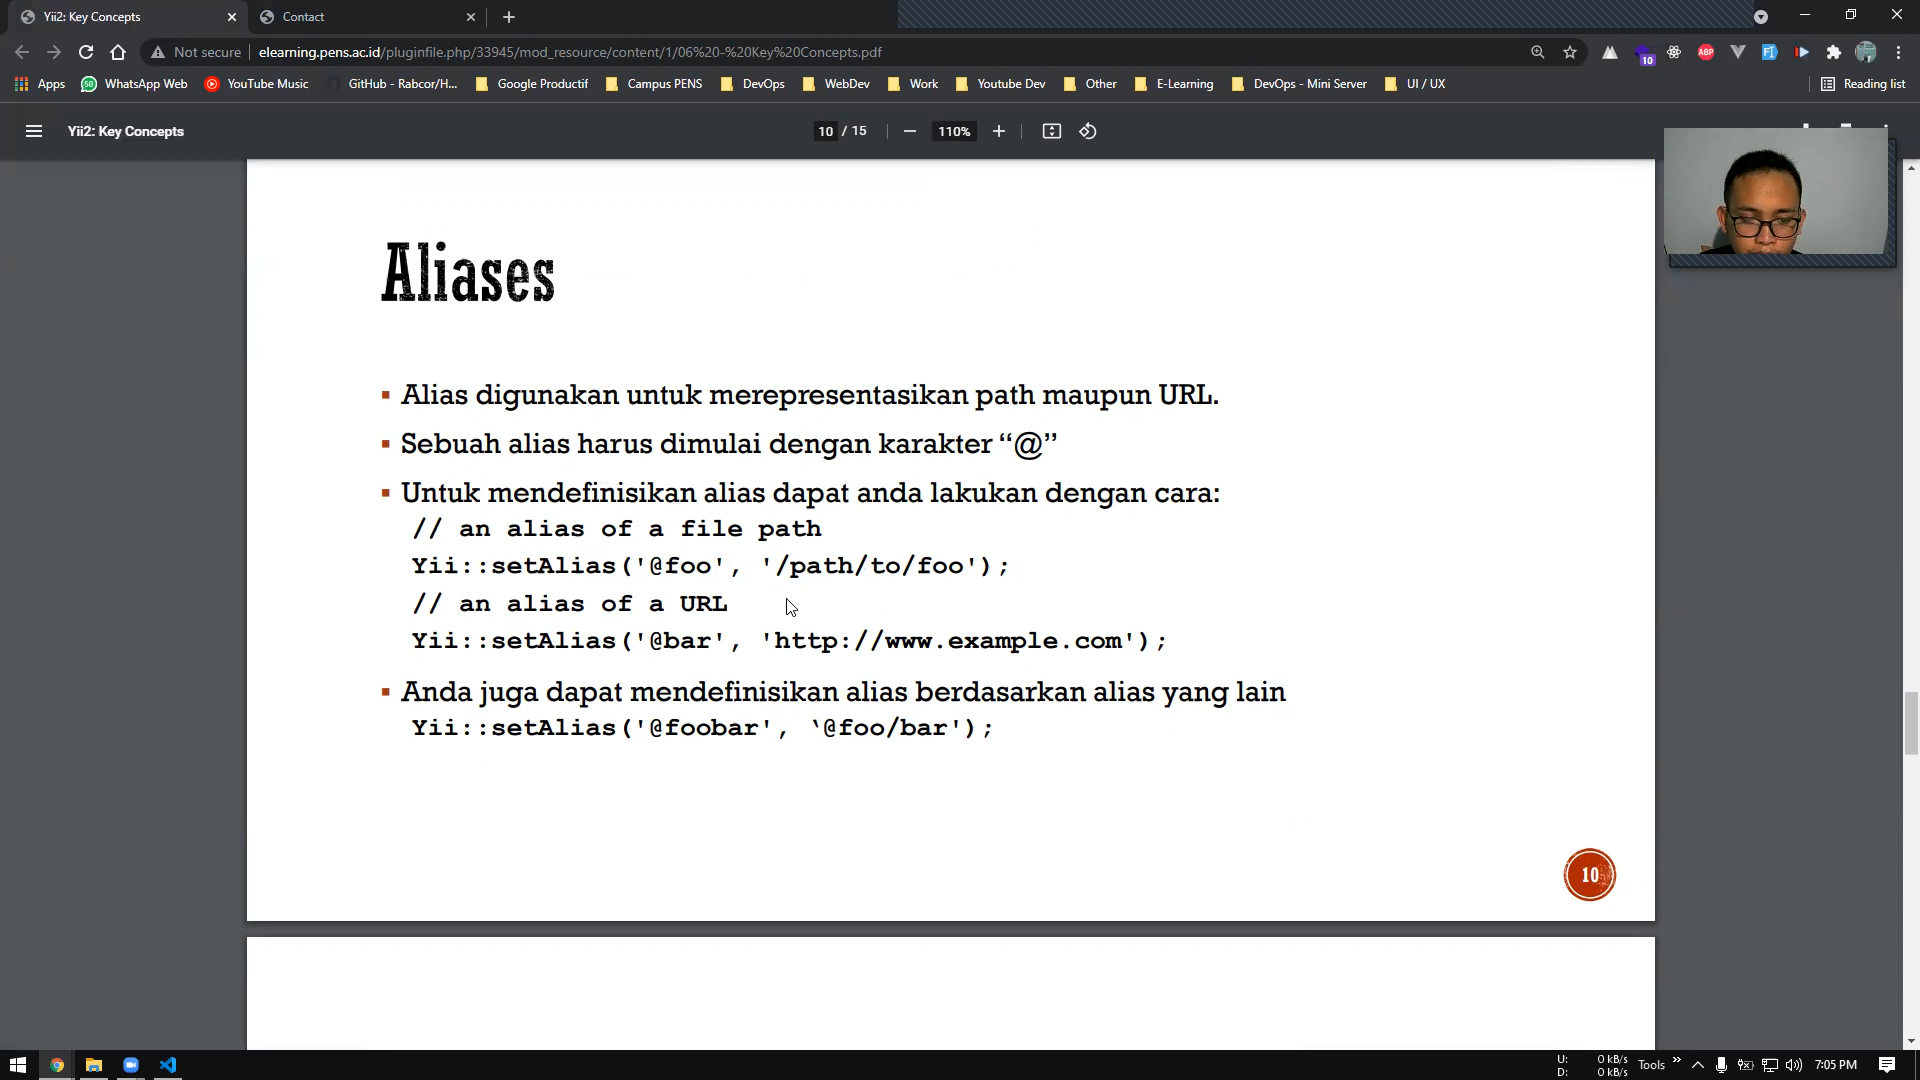 Yii2: Key Concepts
Contact
Not secure
elearning.pens.ac.id/pluginfile.php/33945/mod_resource/content/1/06%20-%20Key%20Concepts.pdf
10
ABP
Apps
50
WhatsApp Web
YouTube Music
GitHub - Rabcor/H...
Google Productif
Campus PENS
DevOps
WebDev
Work
Youtube Dev
Other
E-Learning
DevOps - Mini Server
UI / UX
Reading list
Yii2: Key Concepts
10 / 15
110%
Aliases
Alias digunakan untuk merepresentasikan path maupun URL.
Sebuah alias harus dimulai dengan karakter “@”
Untuk mendefinisikan alias dapat anda lakukan dengan cara:
// an alias of a file path
Yii::setAlias('@foo', '/path/to/foo');
// an alias of a URL
Yii::setAlias('@bar', 'http://www.example.com');
Anda juga dapat mendefinisikan alias berdasarkan alias yang lain
Yii::setAlias('@foobar', ‘@foo/bar');
10
U: 0 kB/s
D: 0 kB/s
Tools
7:05 PM